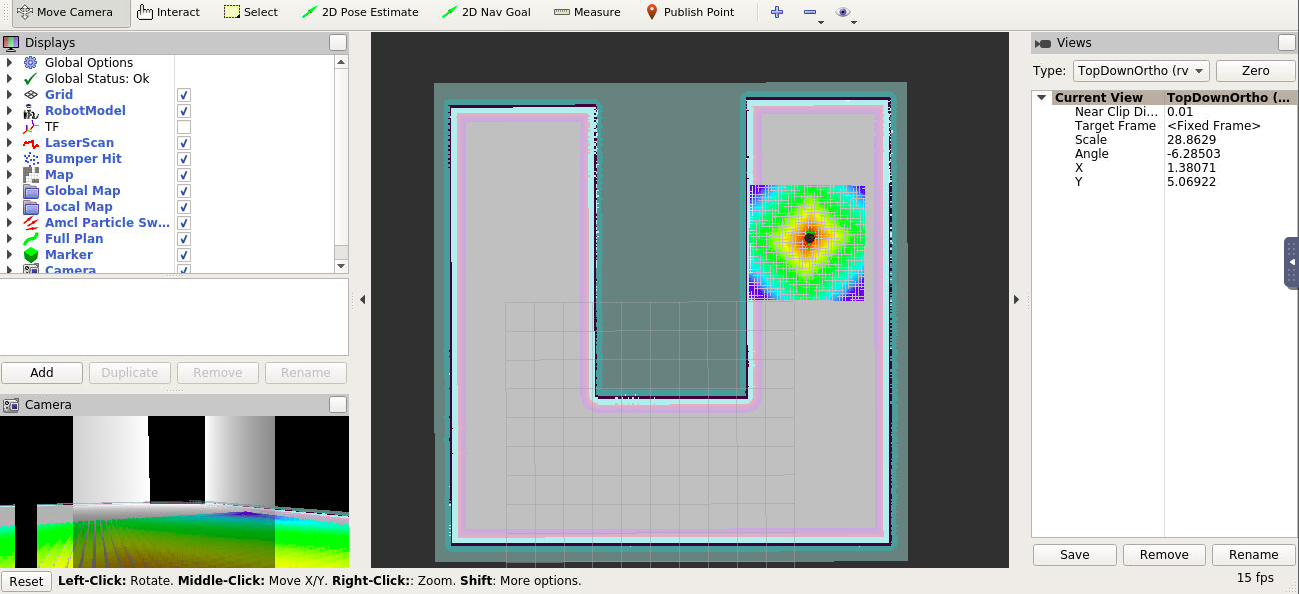 Move Camera Interact Select 2D Pose Estimate 2D Nav Goal Measure Publish Point
Displays
Global Options
Global Status: Ok
Grid
RobotModel
TF
LaserScan
Bumper Hit
Map
Global Map
Local Map
Amcl Particle Sw...
Full Plan
Marker
Camera
Add Duplicate Remove Rename
Camera
Views
Type: TopDownOrtho (rv Zero
Current View TopDownOrtho (...
Near Clip Di... 0.01
Target Frame <Fixed Frame>
Scale 28.8629
Angle -6.28503
X 1.38071
Y 5.06922
Save Remove Rename
Reset Left-Click: Rotate. Middle-Click: Move X/Y. Right-Click:: Zoom. Shift: More options. 15 fps